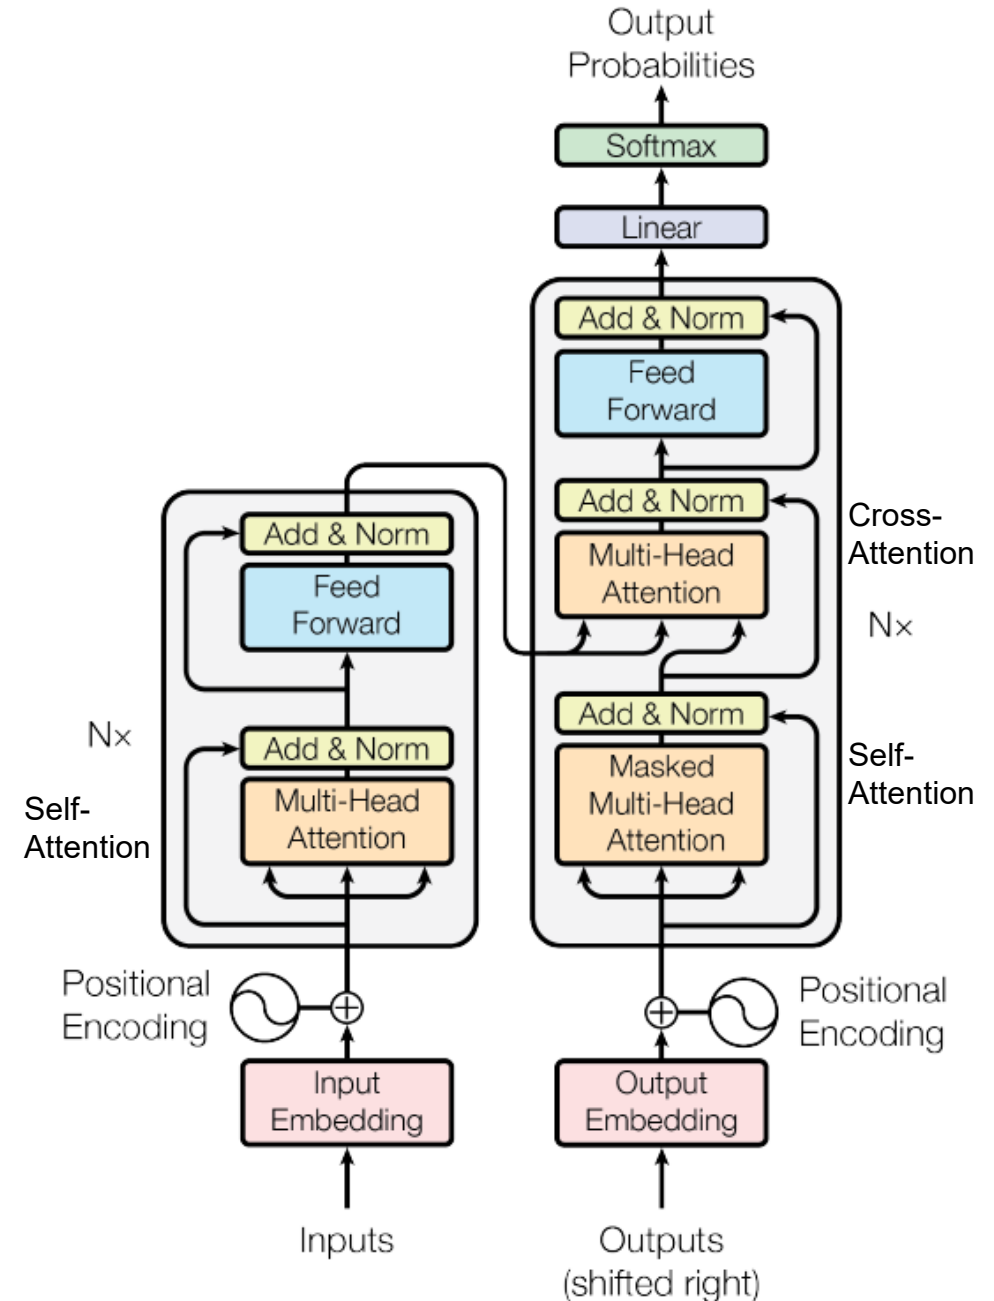 Output
Probabilities
Softmax
Linear
Add & Norm
Feed
Forward
Add & Norm
Multi-Head
Attention
Cross-
Attention
N×
Add & Norm
Masked
Multi-Head
Attention
Self-
Attention
Add & Norm
Feed
Forward
N×
Add & Norm
Multi-Head
Attention
Self-
Attention
Positional
Encoding
Positional
Encoding
Input
Embedding
Output
Embedding
Inputs
Outputs
(shifted right)